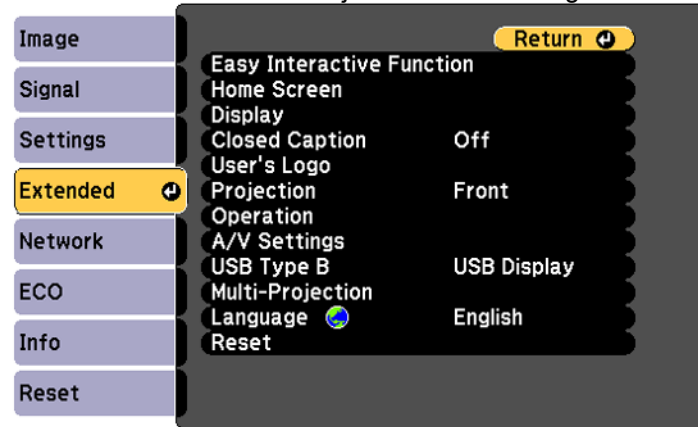 Image
Signal
Settings
Extended
Network
ECO
Info
Reset
Return
Easy Interactive Function
Home Screen
Display
Closed Caption Off
User's Logo
Projection Front
Operation
A/V Settings
USB Type B USB Display
Multi-Projection
Language English
Reset